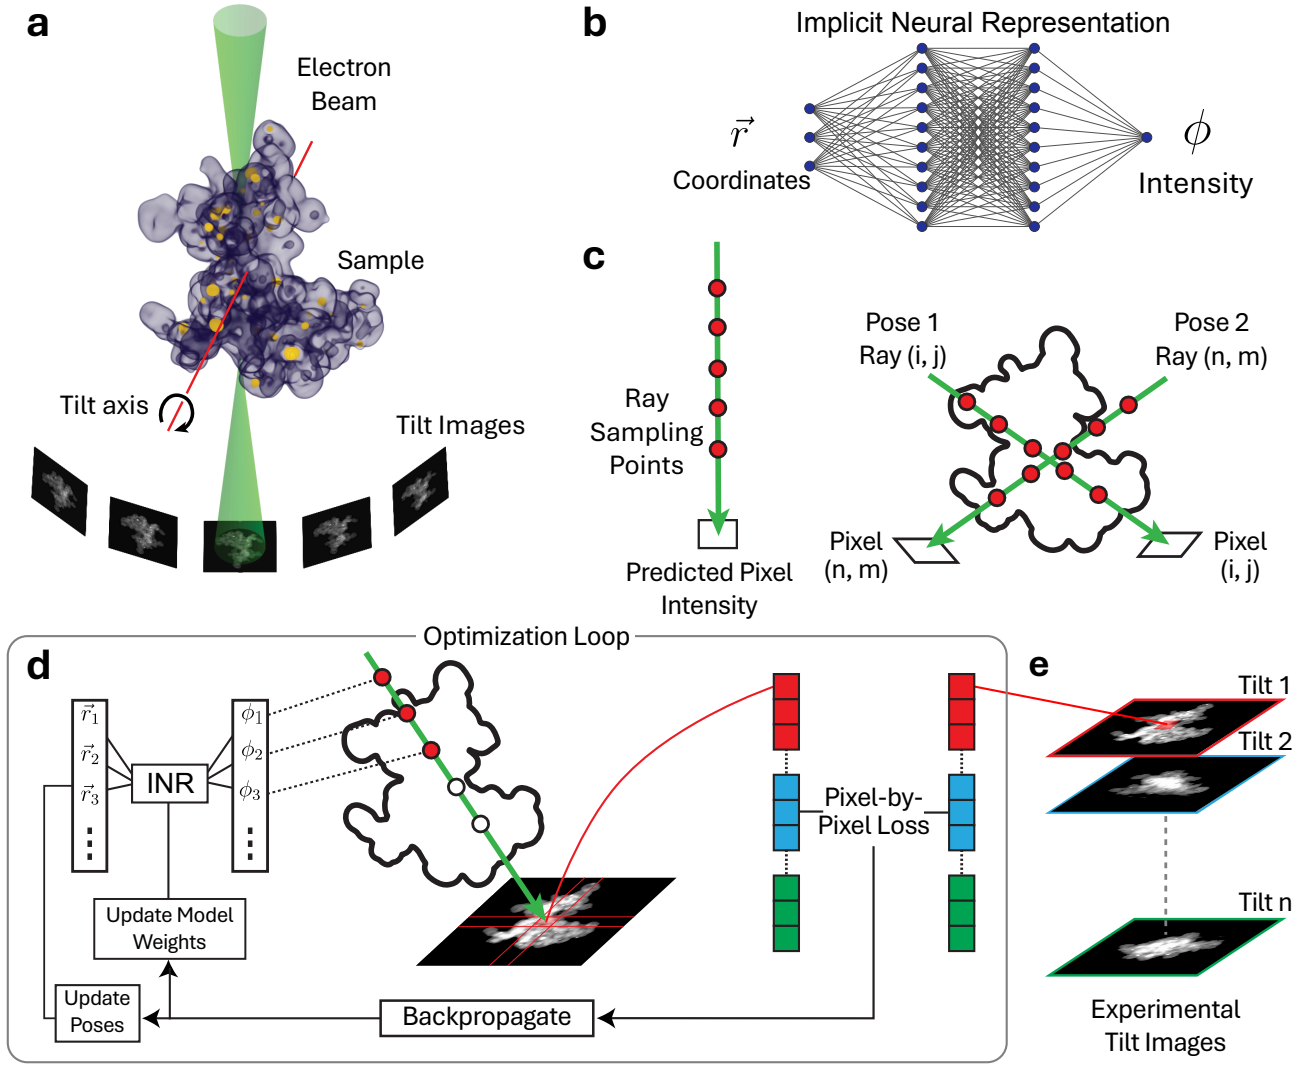 a
Electron
Beam
Sample
Tilt axis
Tilt Images
b
Implicit Neural Representation
r⃗
Coordinates
ϕ
Intensity
c
Ray
Sampling
Points
Predicted Pixel
Intensity
Pose 1
Ray (i, j)
Pose 2
Ray (n, m)
Pixel
(n, m)
Pixel
(i, j)
Optimization Loop
d
r⃗₁
r⃗₂
r⃗₃
INR
ϕ₁
ϕ₂
ϕ₃
Update Model
Weights
Update
Poses
Backpropagate
Pixel-by-
Pixel Loss
e
Tilt 1
Tilt 2
Tilt n
Experimental
Tilt Images